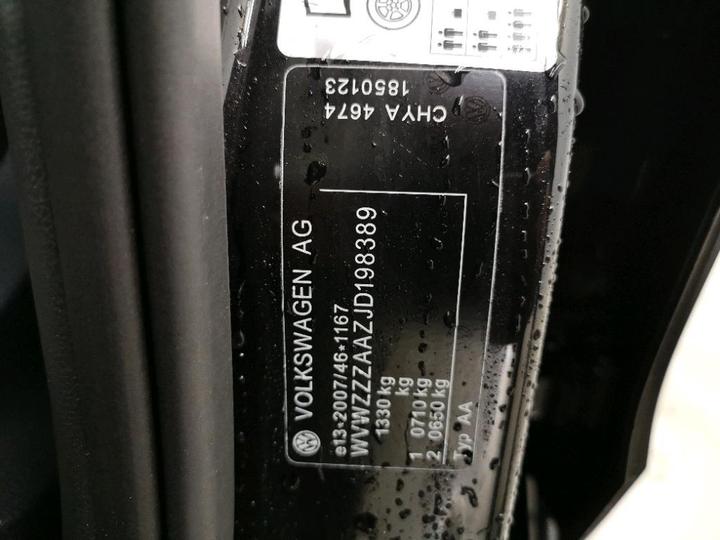 VOLKSWAGEN AG
CHYA 4674
1850123
e13*2007/46*1167
WVWZZZAAZJD198389
1330 kg
kg
1 0710 kg
2 0650 kg
Typ AA